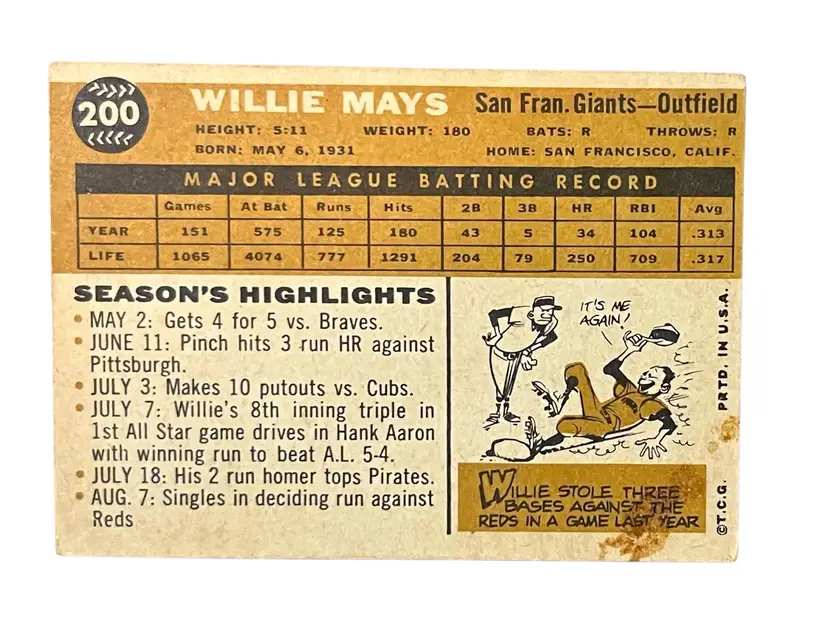 200
WILLIE MAYS San Fran. Giants—Outfield
HEIGHT: 5:11 WEIGHT: 180 BATS: R THROWS: R
BORN: MAY 6, 1931 HOME: SAN FRANCISCO, CALIF.
MAJOR LEAGUE BATTING RECORD
Games At Bat Runs Hits 2B 3B HR RBI Avg
YEAR 151 575 125 180 43 5 34 104 .313
LIFE 1065 4074 777 1291 204 79 250 709 .317
SEASON'S HIGHLIGHTS
• MAY 2: Gets 4 for 5 vs. Braves.
• JUNE 11: Pinch hits 3 run HR against
Pittsburgh.
• JULY 3: Makes 10 putouts vs. Cubs.
• JULY 7: Willie's 8th inning triple in
1st All Star game drives in Hank Aaron
with winning run to beat A.L. 5-4.
• JULY 18: His 2 run homer tops Pirates.
• AUG. 7: Singles in deciding run against
Reds
IT'S ME
AGAIN!
WILLIE STOLE THREE
BASES AGAINST THE
REDS IN A GAME LAST YEAR
©T.C.G. PRTD. IN U.S.A.